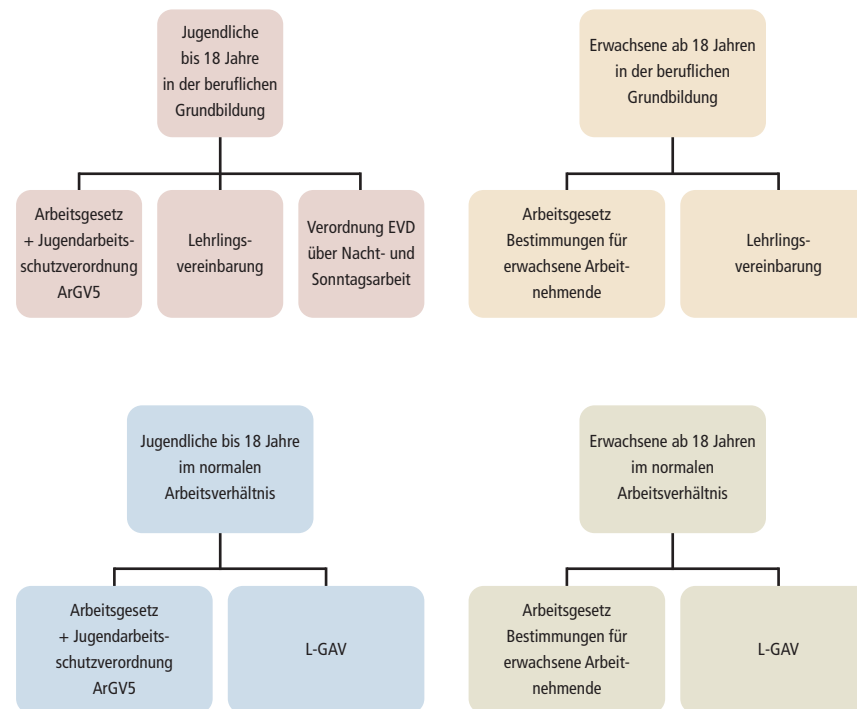 Jugendliche
bis 18 Jahre
in der beruflichen
Grundbildung
Arbeitsgesetz
+ Jugendarbeits-
schutzverordnung
ArGV5
Lehrlings-
vereinbarung
Verordnung EVD
über Nacht- und
Sonntagsarbeit
Erwachsene ab 18 Jahren
in der beruflichen
Grundbildung
Arbeitsgesetz
Bestimmungen für
erwachsene Arbeit-
nehmende
Lehrlings-
vereinbarung
Jugendliche bis 18 Jahre
im normalen
Arbeitsverhältnis
Arbeitsgesetz
+ Jugendarbeits-
schutzverordnung
ArGV5
L-GAV
Erwachsene ab 18 Jahren
im normalen
Arbeitsverhältnis
Arbeitsgesetz
Bestimmungen für
erwachsene Arbeit-
nehmende
L-GAV